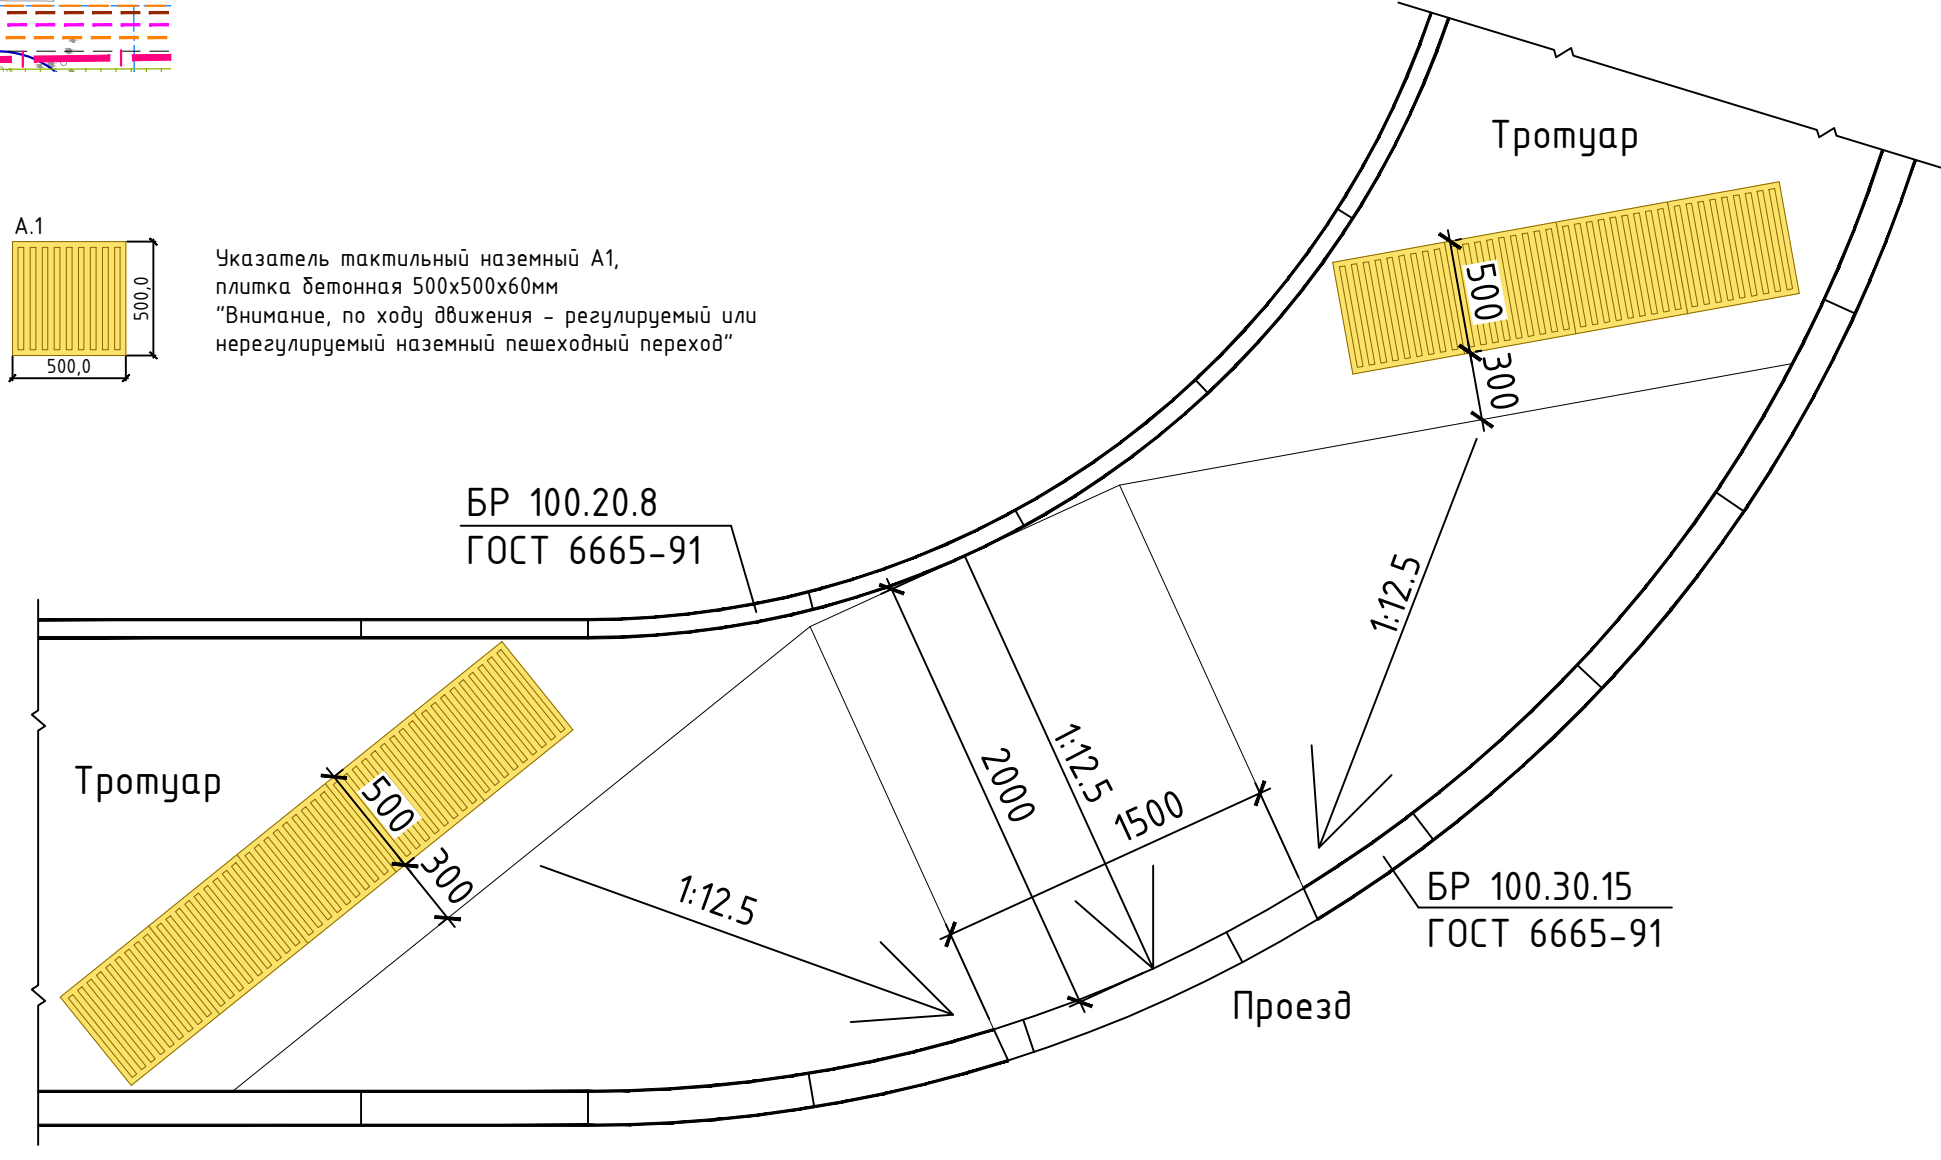 Тротуар
А.1
500,0
500,0
Указатель тактильный наземный А1,
плитка бетонная 500х500х60мм
"Внимание, по ходу движения - регулируемый или
нерегулируемый наземный пешеходный переход"
500
300
БР 100.20.8
ГОСТ 6665-91
1:12.5
Тротуар
500
300
1:12.5
2000
1:12.5
1500
БР 100.30.15
ГОСТ 6665-91
Проезд